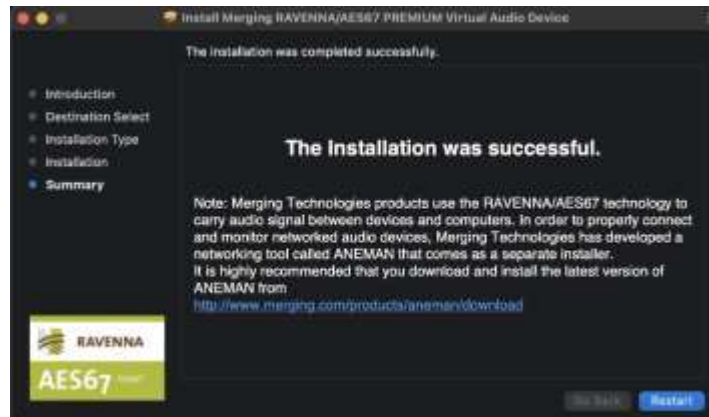 Install Merging RAVENNA/AES67 PREMIUM Virtual Audio Device
The installation was completed successfully.
Introduction
Destination Select
Installation Type
Installation
Summary
The Installation was successful.
Note: Merging Technologies products use the RAVENNA/AES67 technology to
carry audio signal between devices and computers. In order to properly connect
and monitor networked audio devices, Merging Technologies has developed a
networking tool called ANEMAN that comes as a separate installer.
It is highly recommended that you download and install the latest version of
ANEMAN from
http://www.merging.com/products/aneman/download
RAVENNA
AES67
Go Back
Restart